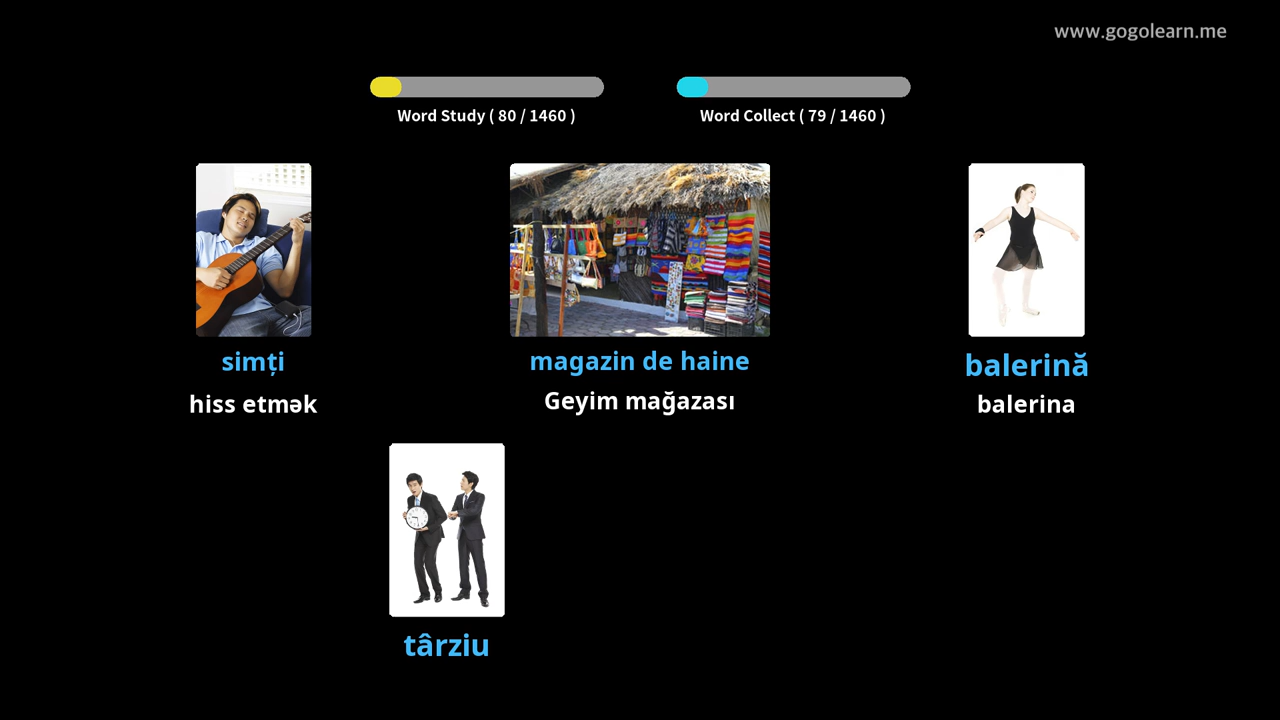 www.gogolearn.me
Word Study ( 80 / 1460 )
Word Collect ( 79 / 1460 )
simți
hiss etmək
magazin de haine
Geyim mağazası
balerină
balerina
târziu